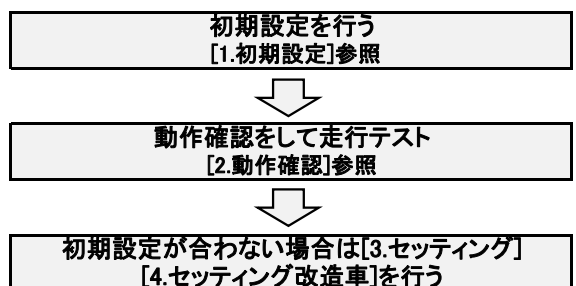 初期設定を行う
[1.初期設定]参照
動作確認をして走行テスト
[2.動作確認]参照
初期設定が合わない場合は[3.セッティング]
[4.セッティング改造車]を行う